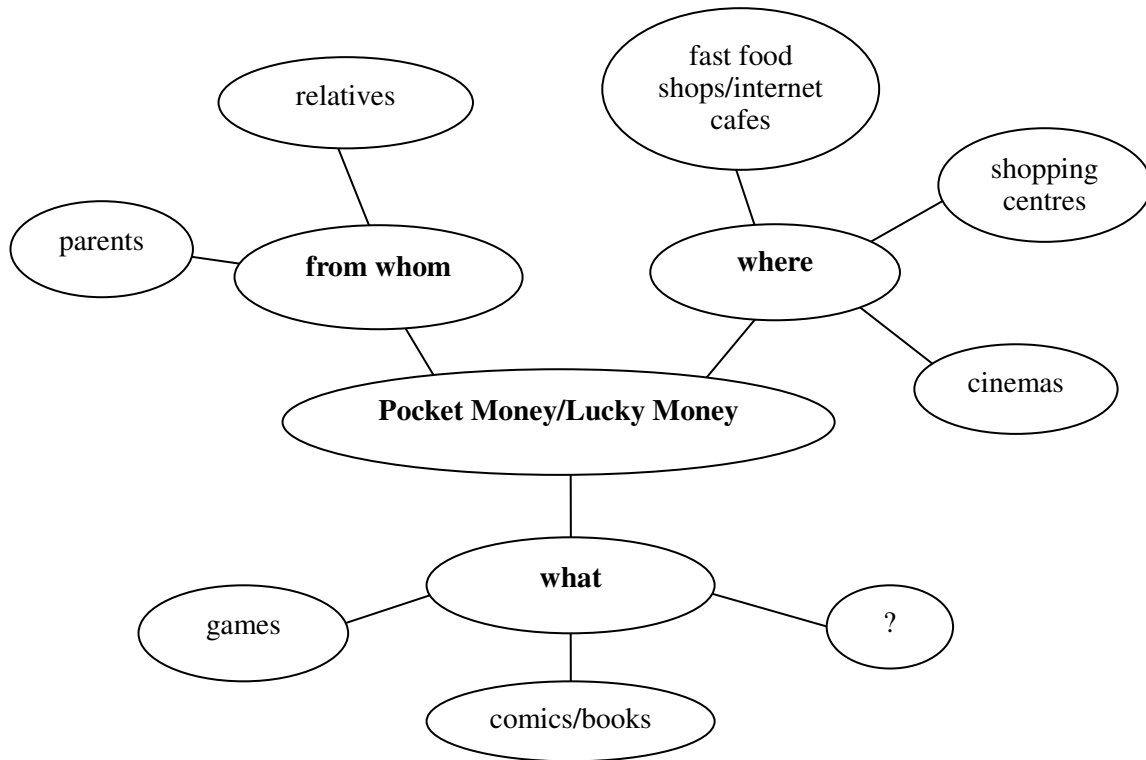 fast food
shops/internet
cafes
relatives
shopping
centres
parents
from whom
where
cinemas
Pocket Money/Lucky Money
what
games
?
comics/books